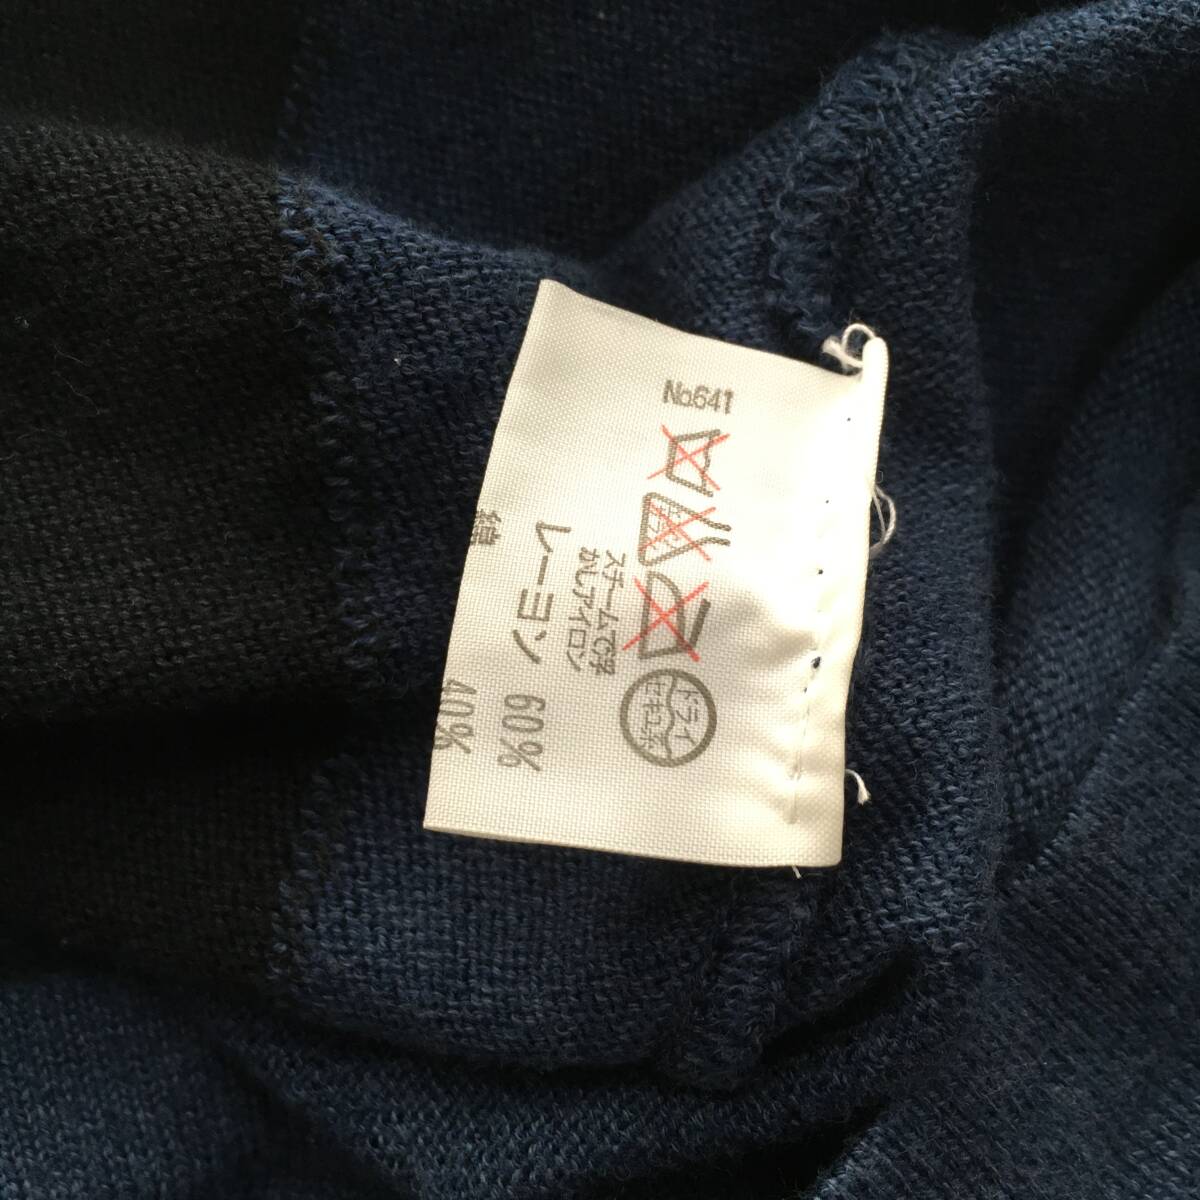 No.641
ドライ
セキユ系
スチームで浮
かしアイロン
レーヨン 60%
綿 40%